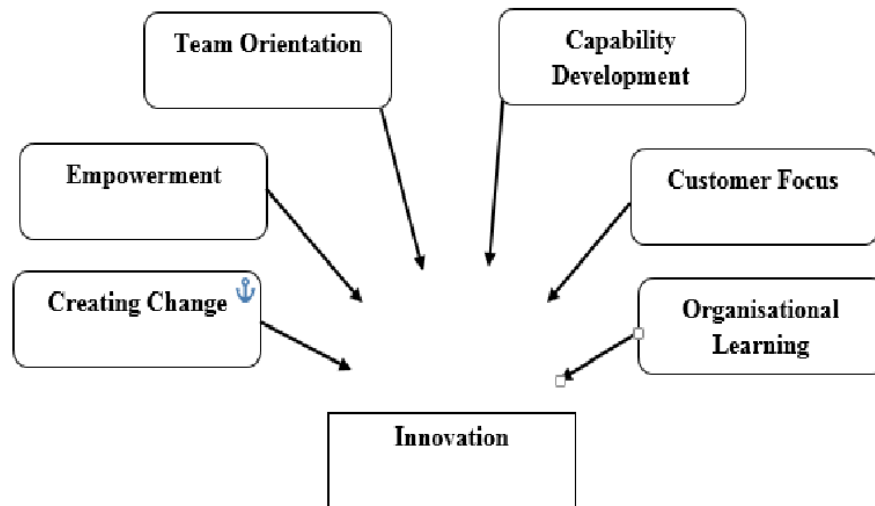 Team Orientation
Capability
Development
Empowerment
Customer Focus
Creating Change
Organisational
Learning
Innovation